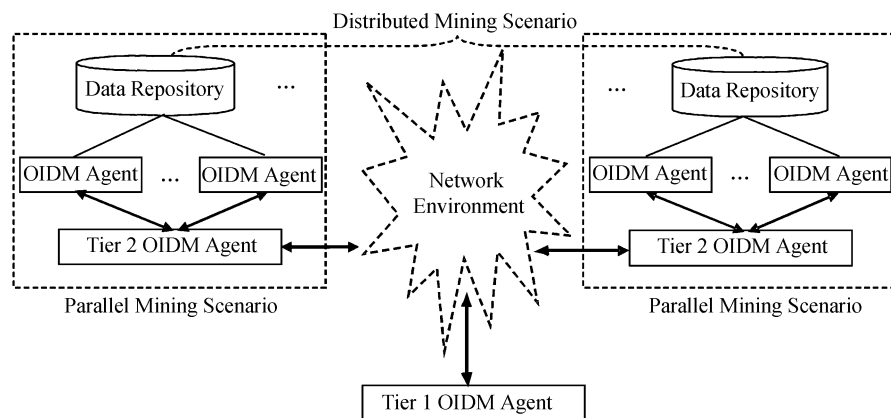 Distributed Mining Scenario
Data Repository
...
OIDM Agent
...
OIDM Agent
Tier 2 OIDM Agent
Parallel Mining Scenario
Network
Environment
...
Data Repository
OIDM Agent
...
OIDM Agent
Tier 2 OIDM Agent
Parallel Mining Scenario
Tier 1 OIDM Agent